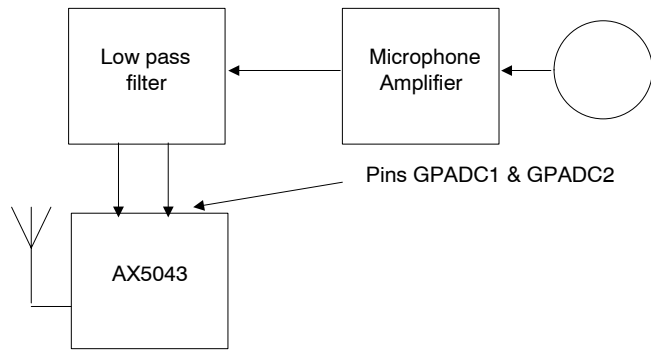 Low pass
filter
Microphone
Amplifier
Pins GPADC1 & GPADC2
AX5043